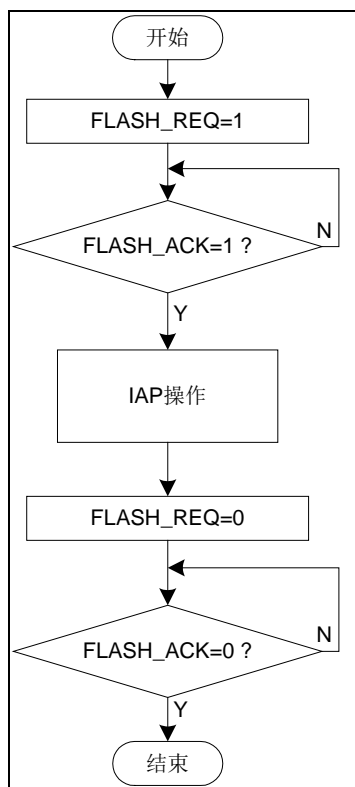 开始
FLASH_REQ=1
FLASH_ACK=1 ?
N
Y
IAP操作
FLASH_REQ=0
FLASH_ACK=0 ?
N
Y
结束